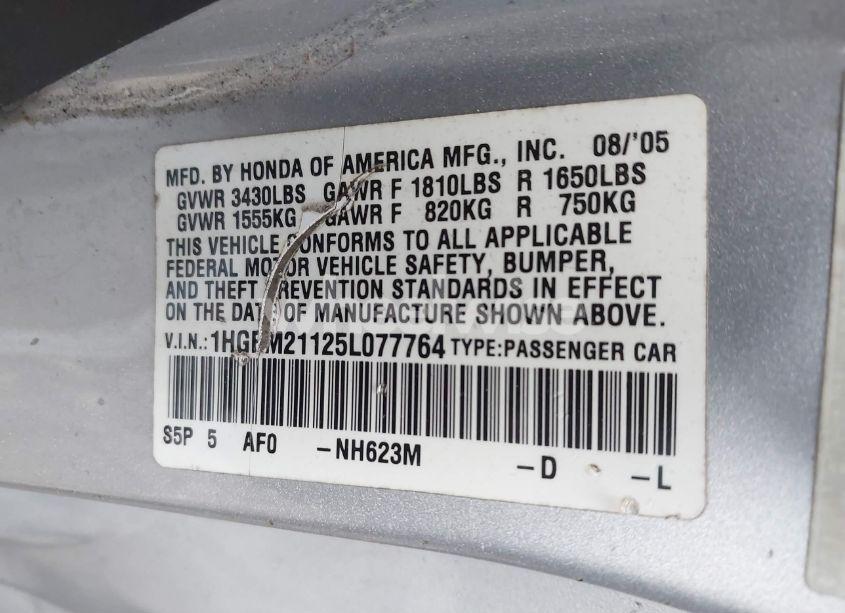 MFD. BY HONDA OF AMERICA MFG., INC. 08/'05
GVWR 3430LBS GAWR F 1810LBS R 1650LBS
GVWR 1555KG GAWR F 820KG R 750KG
THIS VEHICLE CONFORMS TO ALL APPLICABLE
FEDERAL MOTOR VEHICLE SAFETY, BUMPER,
AND THEFT PREVENTION STANDARDS IN EFFECT
ON THE DATE OF MANUFACTURE SHOWN ABOVE.
V.I.N.: TYPE:PASSENGER CAR
S5P 5 AF0 -NH623M -D -L